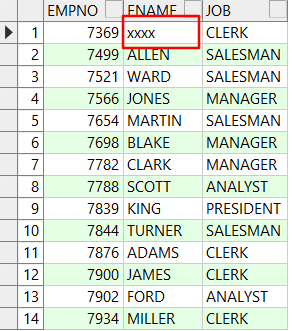 EMPNO ENAME JOB
1 7369 xxxx CLERK
2 7499 ALLEN SALESMAN
3 7521 WARD SALESMAN
4 7566 JONES MANAGER
5 7654 MARTIN SALESMAN
6 7698 BLAKE MANAGER
7 7782 CLARK MANAGER
8 7788 SCOTT ANALYST
9 7839 KING PRESIDENT
10 7844 TURNER SALESMAN
11 7876 ADAMS CLERK
12 7900 JAMES CLERK
13 7902 FORD ANALYST
14 7934 MILLER CLERK